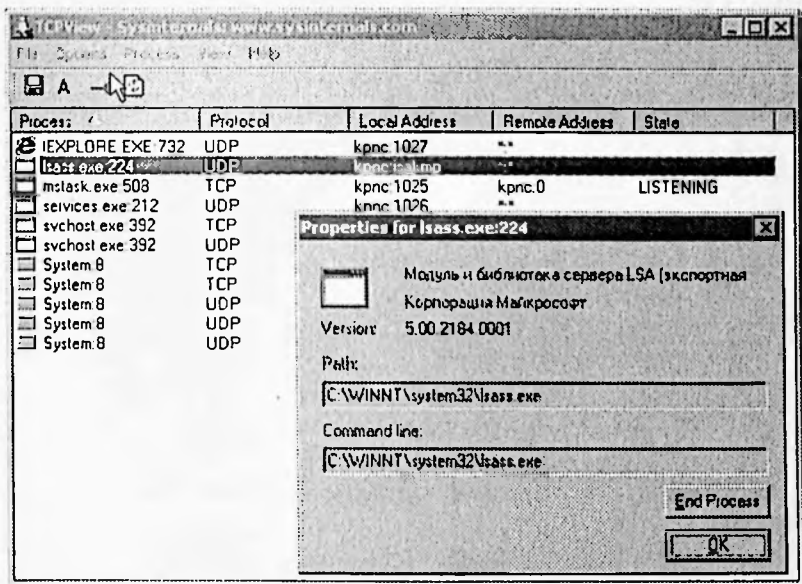 TCPView - Sysinternals: www.sysinternals.com
File Options Process View Help
A
Process Protocol Local Address Remote Address State
IEXPLORE.EXE:732 UDP kpnc:1027 *:*
lsass.exe:224 UDP kpnc:isakmp *:*
mstask.exe:508 TCP kpnc:1025 kpnc:0 LISTENING
services.exe:212 UDP kpnc:1026 *:*
svchost.exe:392 TCP
svchost.exe:392 UDP
System:8 TCP
System:8 TCP
System:8 UDP
System:8 UDP
System:8 UDP
Properties for lsass.exe:224
Модуль и библиотека сервера LSA (экспортная
Корпорация Майкрософт
Version: 5.00.2184.0001
Path:
C:\WINNT\system32\lsass.exe
Command line:
C:\WINNT\system32\lsass.exe
End Process
OK